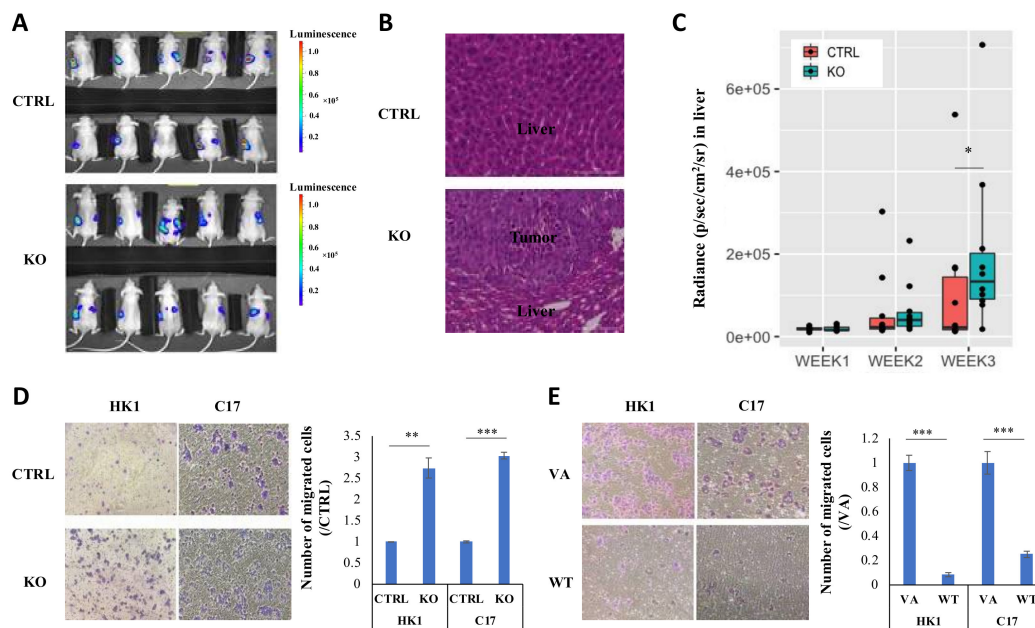 A
Luminescence
1.0
0.8
0.6
×10⁵
0.4
0.2
CTRL
Luminescence
1.0
0.8
0.6
×10⁵
0.4
0.2
KO
B
CTRL
Liver
KO
Tumor
Liver
C
CTRL
KO
Radiance (p/sec/cm²/sr) in liver
6e+05
4e+05
2e+05
0e+00
*
WEEK1 WEEK2 WEEK3
D
HK1 C17
CTRL
KO
Number of migrated cells
(/CTRL)
3.5
3
2.5
2
1.5
1
0.5
0
** ***
CTRL KO CTRL KO
HK1 C17
E
HK1 C17
VA
WT
Number of migrated cells
(/VA)
1.2
1
0.8
0.6
0.4
0.2
0
*** ***
VA WT VA WT
HK1 C17